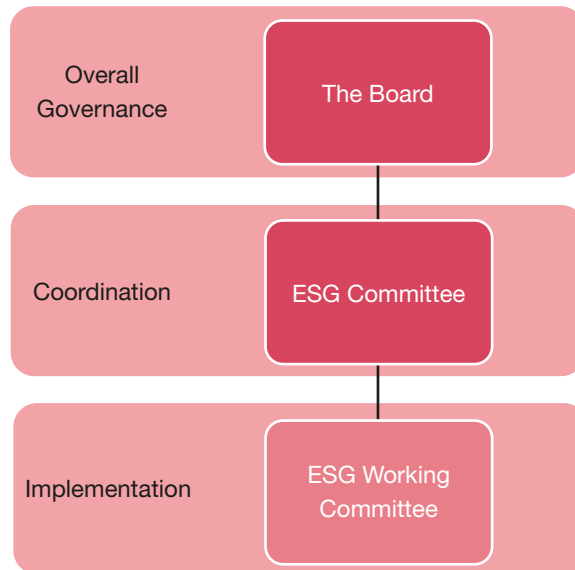 Overall
Governance
The Board
Coordination
ESG Committee
Implementation
ESG Working
Committee